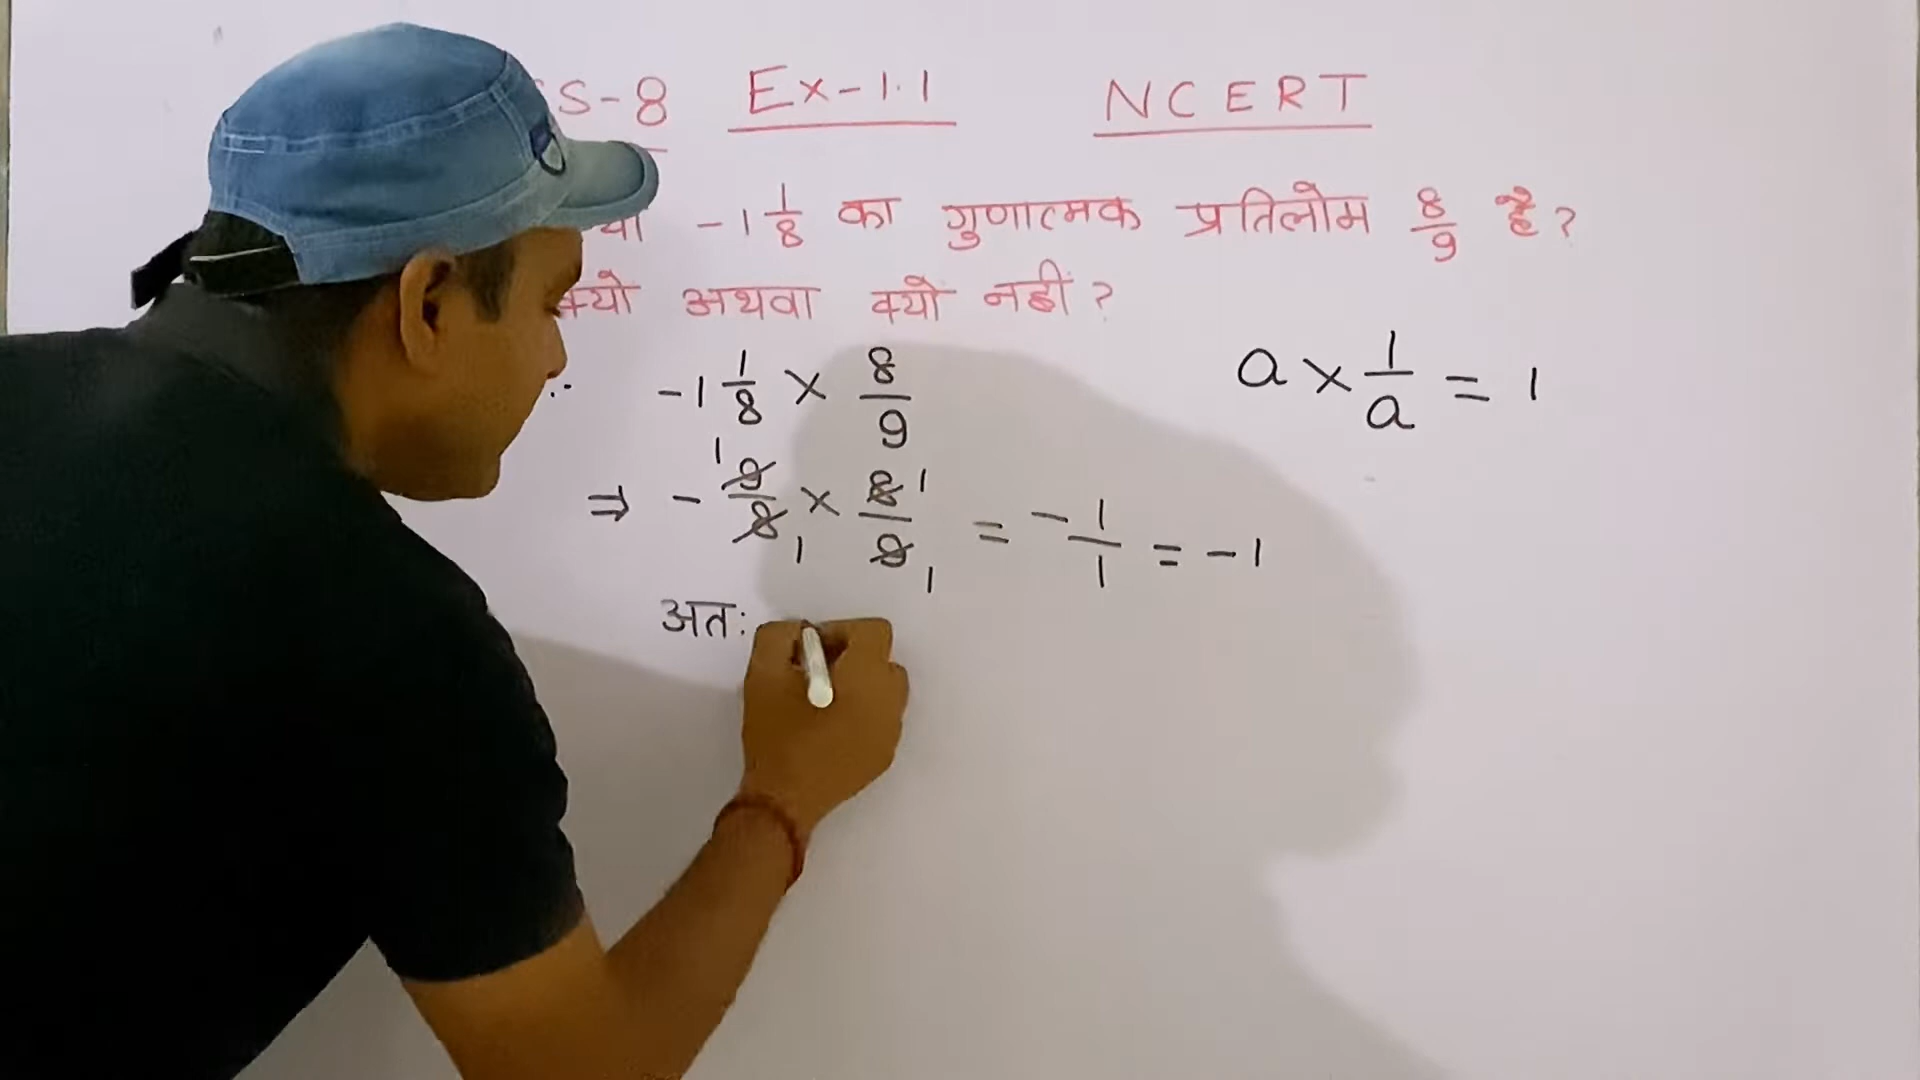 SS-8 Ex-1.1 NCERT
-1 1/8 का गुणात्मक प्रतिलोम 8/9 है?
क्यो अथवा क्यो नही?
∵ -1 1/8 × 8/9
a × 1/a = 1
⇒ - 9/8 × 8/9 = -1/1 = -1
अतः